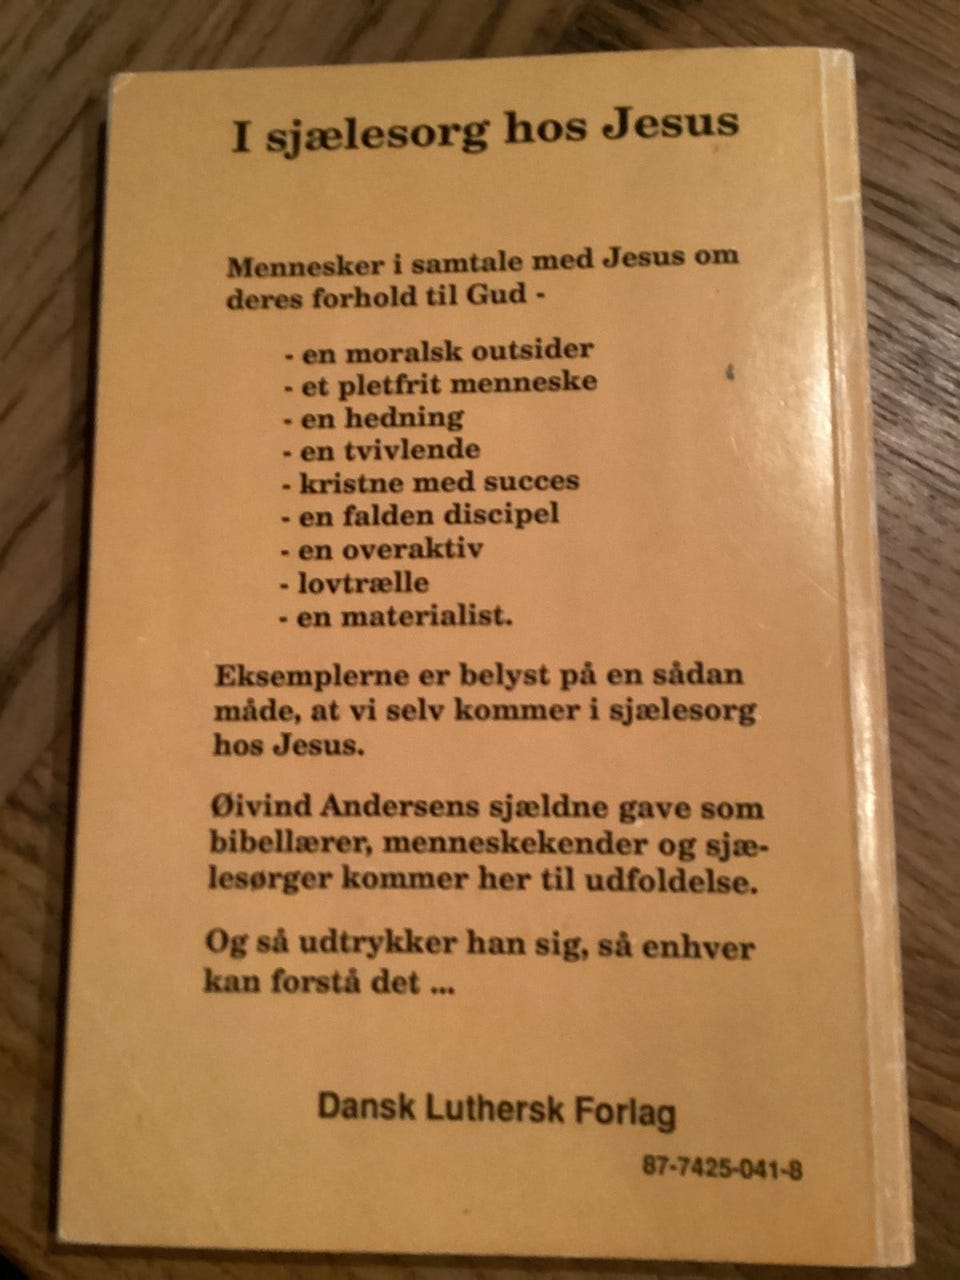 I sjælesorg hos Jesus
Mennesker i samtale med Jesus om
deres forhold til Gud -
- en moralsk outsider
- et pletfrit menneske
- en hedning
- en tvivlende
- kristne med succes
- en falden discipel
- en overaktiv
- lovtrælle
- en materialist.
Eksemplerne er belyst på en sådan
måde, at vi selv kommer i sjælesorg
hos Jesus.
Øivind Andersens sjældne gave som
bibellærer, menneskekender og sjæ-
lesørger kommer her til udfoldelse.
Og så udtrykker han sig, så enhver
kan forstå det ...
Dansk Luthersk Forlag
87-7425-041-8